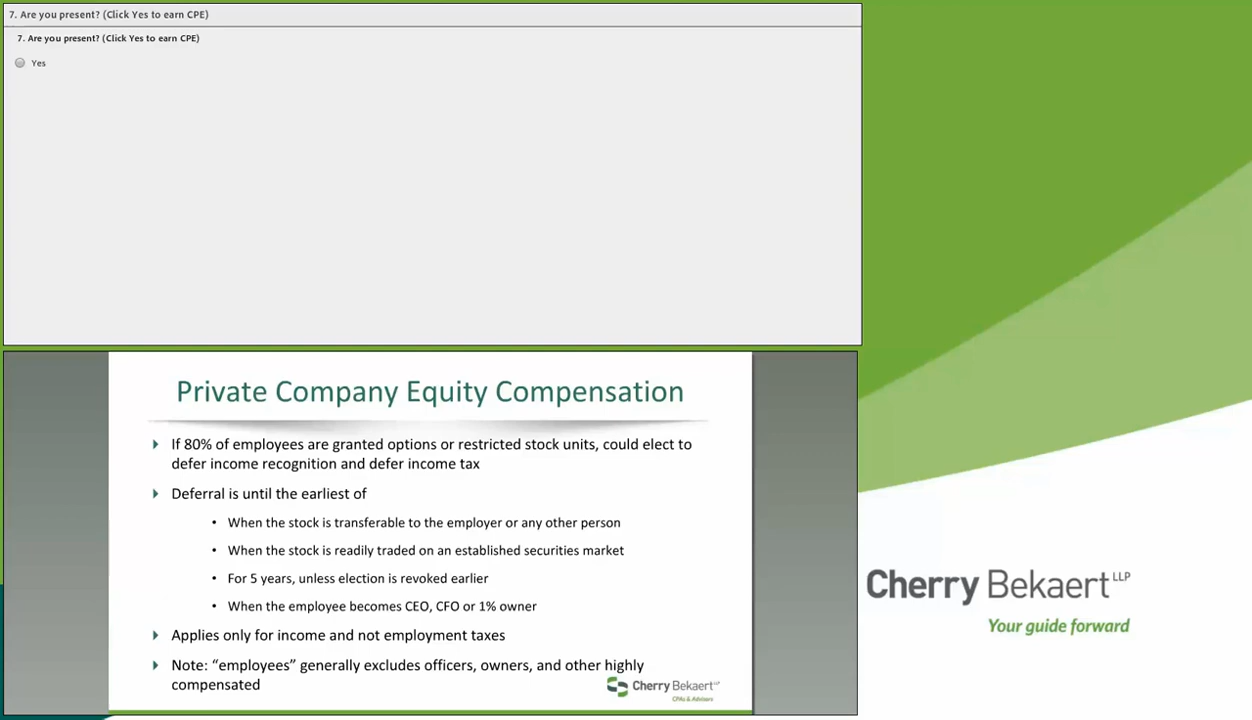 7. Are you present? (Click Yes to earn CPE)
7. Are you present? (Click Yes to earn CPE)
Yes
Private Company Equity Compensation
If 80% of employees are granted options or restricted stock units, could elect to
defer income recognition and defer income tax
Deferral is until the earliest of
• When the stock is transferable to the employer or any other person
• When the stock is readily traded on an established securities market
• For 5 years, unless election is revoked earlier
• When the employee becomes CEO, CFO or 1% owner
Applies only for income and not employment taxes
Note: “employees” generally excludes officers, owners, and other highly
compensated
Cherry Bekaert LLP
CPAs & Advisors
Cherry Bekaert LLP
Your guide forward